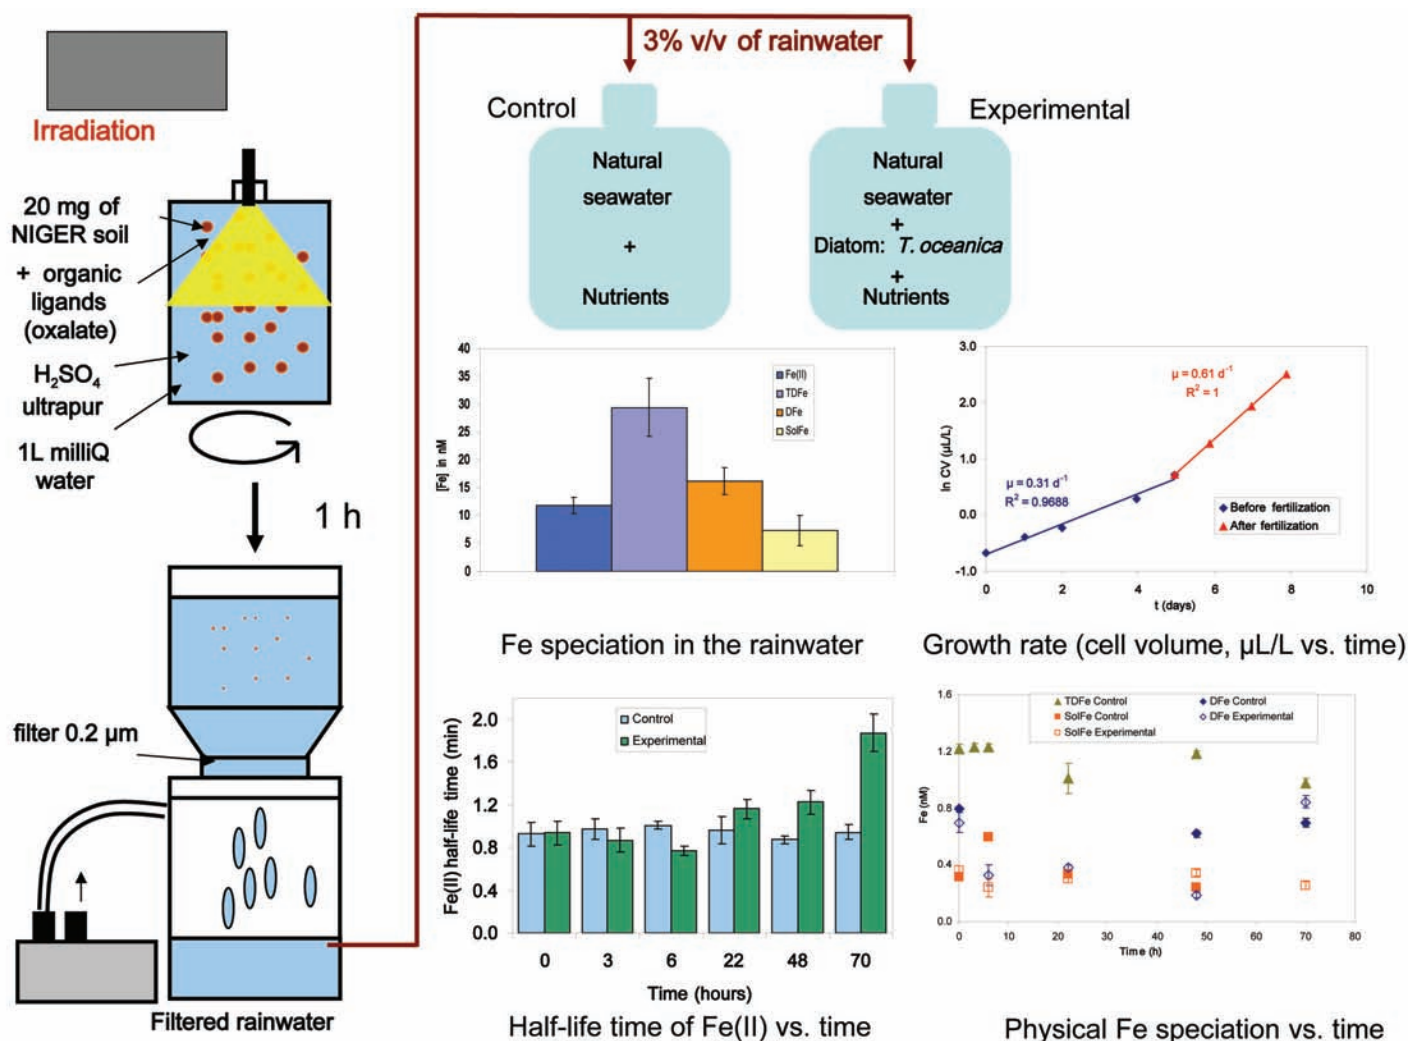 3% v/v of rainwater
Irradiation
Control
Experimental
20 mg of
NIGER soil
+ organic
ligands
(oxalate)
H2SO4
ultrapur
1L milliQ
water
1 h
Natural
seawater
+
Nutrients
Natural
seawater
+
Diatom: T. oceanica
+
Nutrients
40
35
30
25
20
15
10
5
0
[Fe] in nM
Fe(II)
TDFe
DFe
SolFe
Fe speciation in the rainwater
3.0
2.0
1.0
0.0
-1.0
ln CV (µL/L)
µ = 0.61 d⁻¹
R² = 1
µ = 0.31 d⁻¹
R² = 0.9688
Before fertilization
After fertilization
0 2 4 6 8 10
t (days)
Growth rate (cell volume, µL/L vs. time)
filter 0.2 µm
Filtered rainwater
2.0
1.6
1.2
0.8
0.4
0.0
Fe(II) half-life time (min)
Control
Experimental
0 3 6 22 48 70
Time (hours)
Half-life time of Fe(II) vs. time
1.6
1.2
0.8
0.4
0.0
Fe (nM)
TDFe Control
DFe Control
SolFe Control
DFe Experimental
SolFe Experimental
0 10 20 30 40 50 60 70 80
Time (h)
Physical Fe speciation vs. time